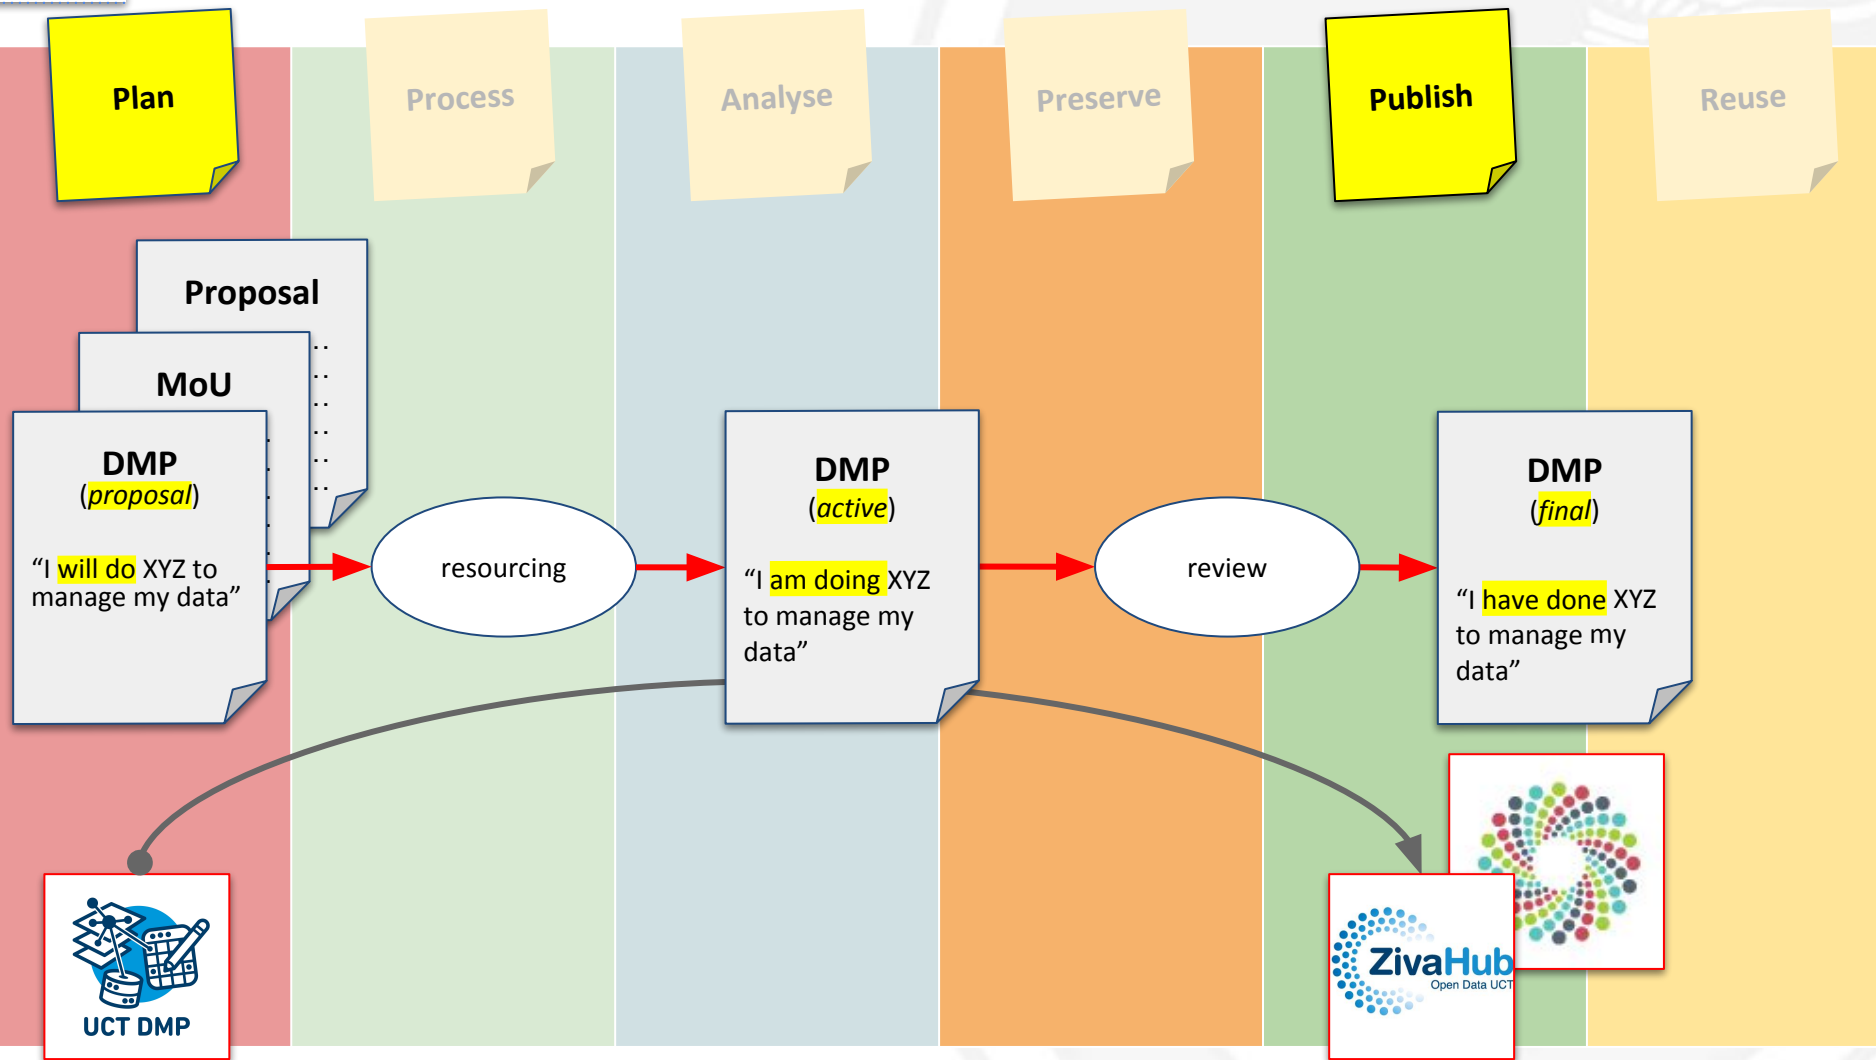 Plan
Process
Analyse
Preserve
Publish
Reuse
Proposal
MoU
DMP
(proposal)
“I will do XYZ to
manage my data”
resourcing
DMP
(active)
“I am doing XYZ
to manage my
data”
review
DMP
(final)
“I have done XYZ
to manage my
data”
UCT DMP
ZivaHub
Open Data UCT